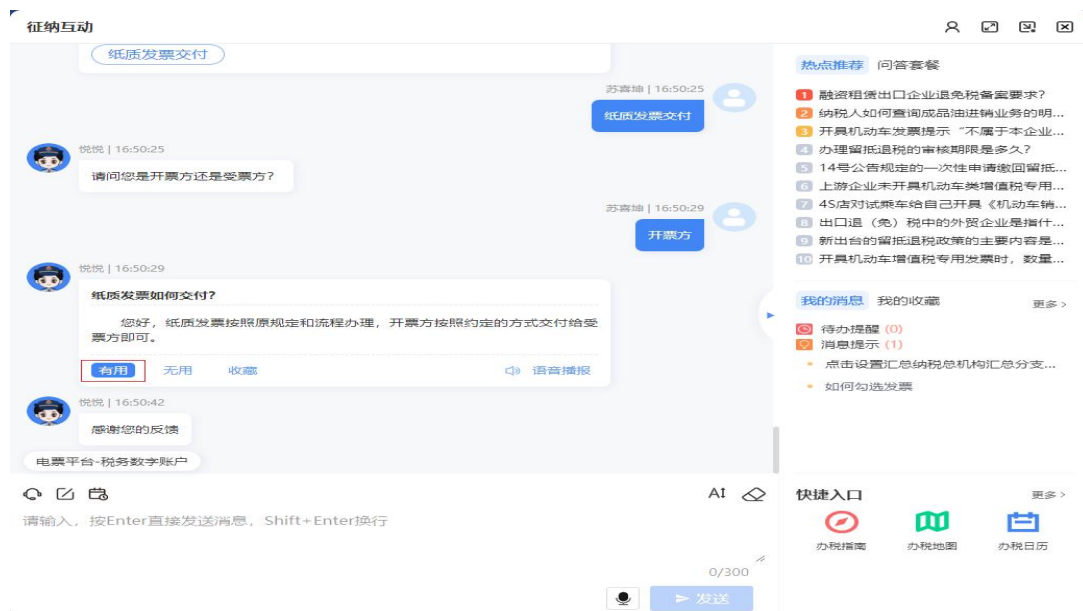 征纳互动
纸质发票交付
苏喜坤 | 16:50:25
纸质发票交付
悦悦 | 16:50:25
请问您是开票方还是受票方?
苏喜坤 | 16:50:29
开票方
悦悦 | 16:50:29
纸质发票如何交付?
您好，纸质发票按照原规定和流程办理，开票方按照约定的方式交付给受
票方即可。
有用 无用 收藏 语音播报
悦悦 | 16:50:42
感谢您的反馈
电票平台-税务数字账户
请输入，按Enter直接发送消息，Shift+Enter换行
0/300
发送
热点推荐 问答套餐
1 融资租赁出口企业退免税备案要求?
2 纳税人如何查询成品油进销业务的明...
3 开具机动车发票提示“不属于本企业...
4 办理留抵退税的审核期限是多久?
5 14号公告规定的一次性申请缴回留抵...
6 上游企业未开具机动车类增值税专用...
7 4S店对试乘车给自己开具《机动车销...
8 出口退（免）税中的外贸企业是指什...
9 新出台的留抵退税政策的主要内容是...
10 开具机动车增值税专用发票时，数量...
我的消息 我的收藏 更多 >
待办提醒 (0)
消息提示 (1)
点击设置汇总纳税总机构汇总分支...
如何勾选发票
快捷入口 更多 >
办税指南 办税地图 办税日历